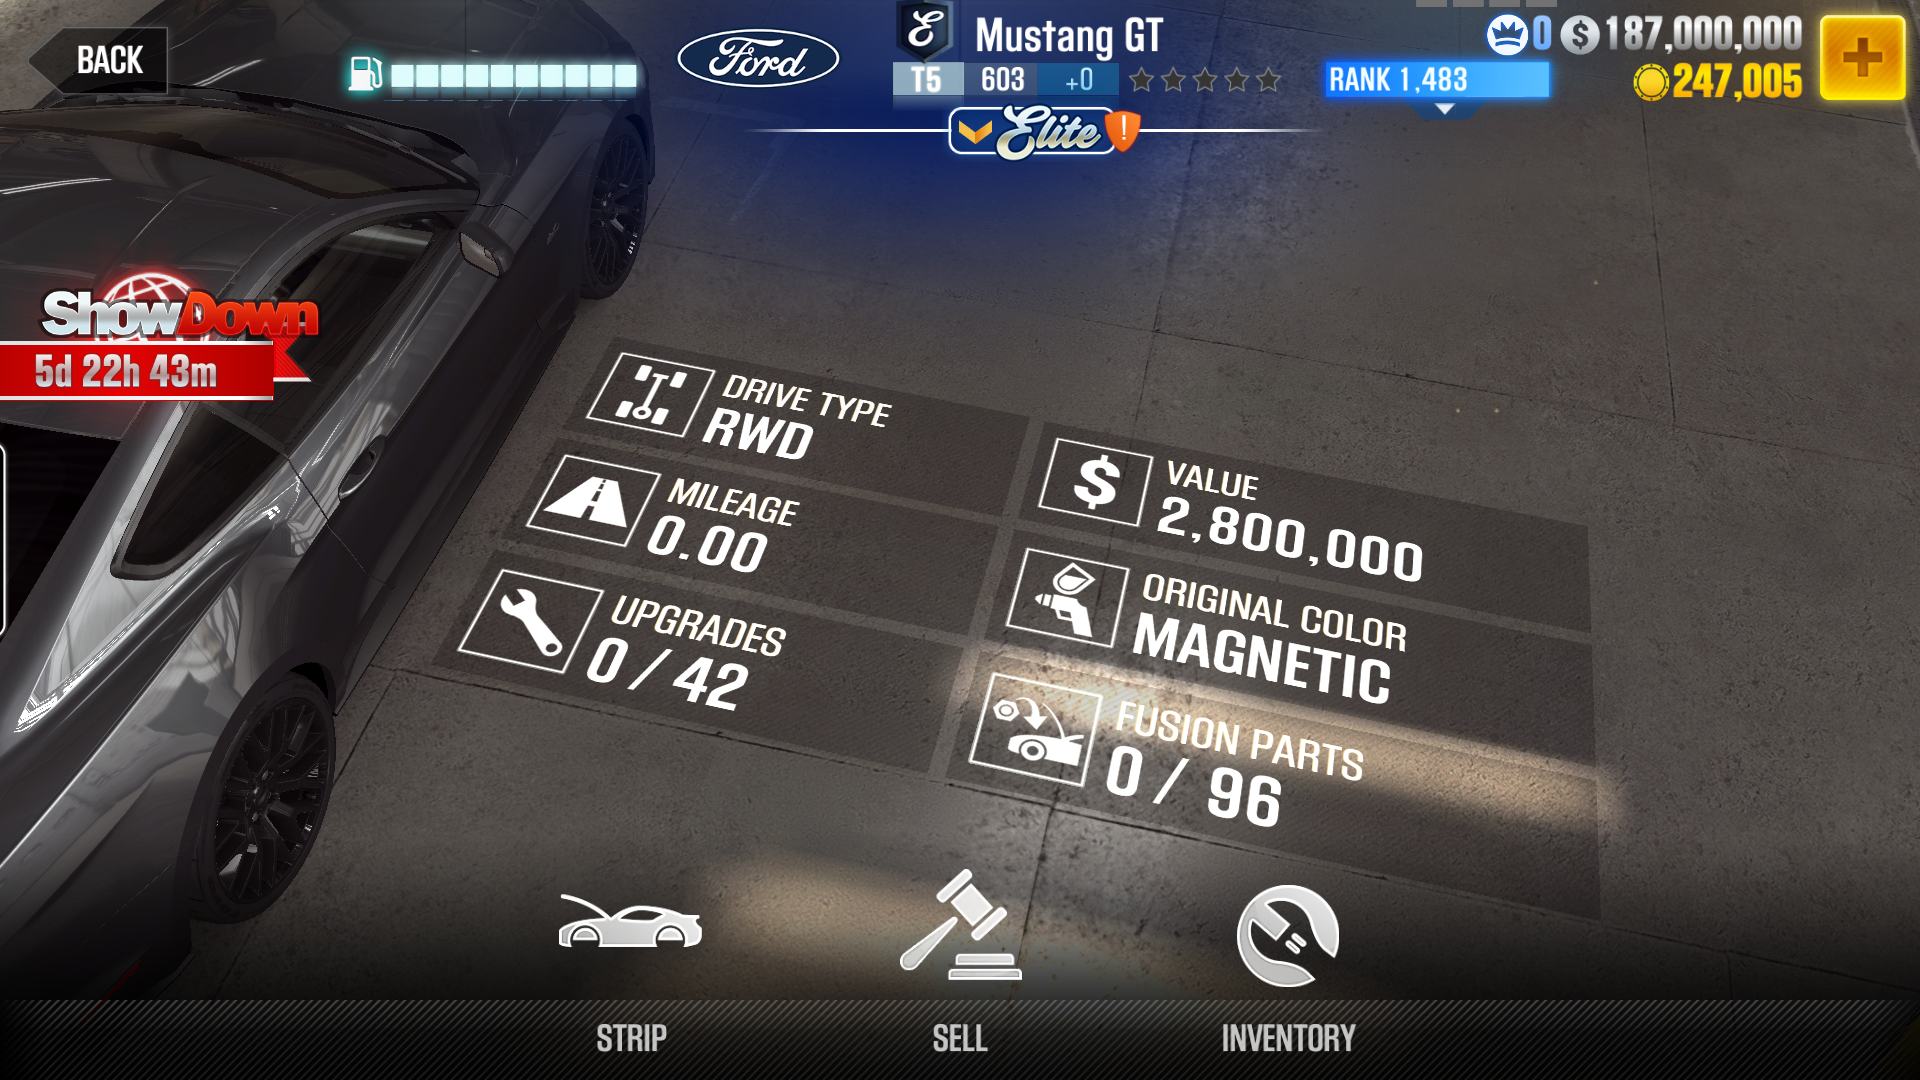 BACK
Ford
E
Mustang GT
T5 603 +0
Elite
!
RANK 1,483
0 $ 187,000,000
247,005
ShowDown
5d 22h 43m
DRIVE TYPE
RWD
MILEAGE
0.00
UPGRADES
0 / 42
$
VALUE
2,800,000
ORIGINAL COLOR
MAGNETIC
FUSION PARTS
0 / 96
STRIP
SELL
INVENTORY